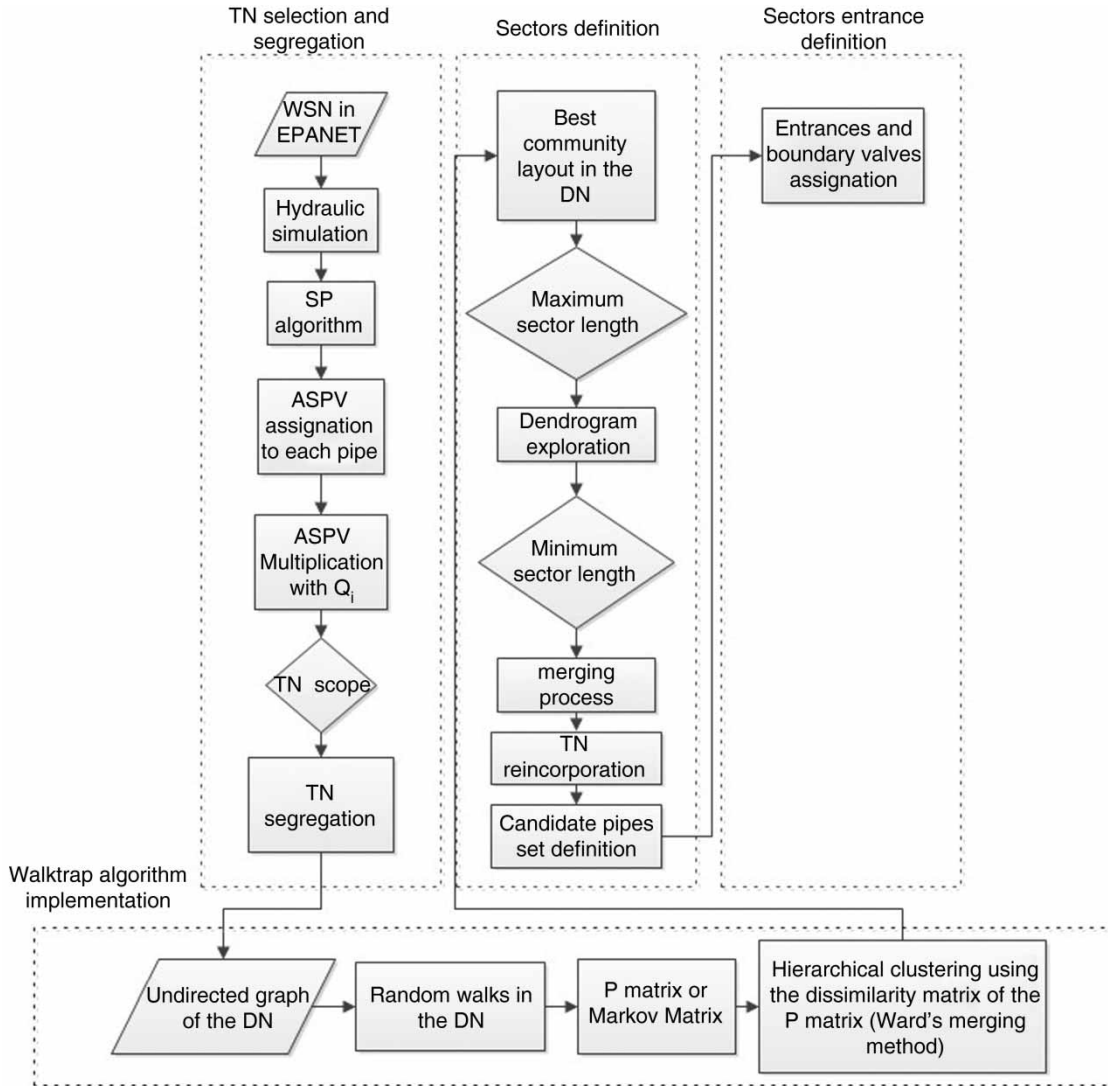 TN selection and
segregation
WSN in
EPANET
Hydraulic
simulation
SP
algorithm
ASPV
assignation
to each pipe
ASPV
Multiplication
with Qi
TN scope
TN
segregation
Walktrap algorithm
implementation
Undirected graph
of the DN
Random walks in
the DN
P matrix or
Markov Matrix
Hierarchical clustering using
the dissimilarity matrix of the
P matrix (Ward's merging
method)
Sectors definition
Best
community
layout in the
DN
Maximum
sector length
Dendrogram
exploration
Minimum
sector length
merging
process
TN
reincorporation
Candidate pipes
set definition
Sectors entrance
definition
Entrances and
boundary valves
assignation